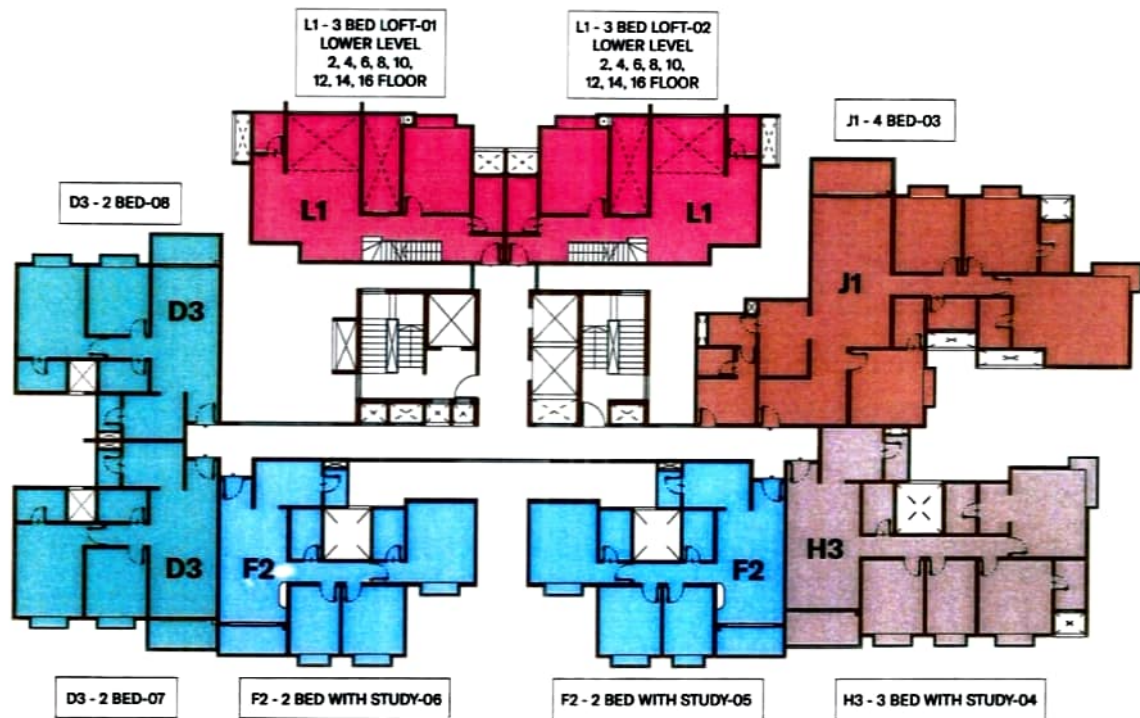 L1 - 3 BED LOFT-01
LOWER LEVEL
2, 4, 6, 8, 10,
12, 14, 16 FLOOR
L1 - 3 BED LOFT-02
LOWER LEVEL
2, 4, 6, 8, 10,
12, 14, 16 FLOOR
J1 - 4 BED-03
D3 - 2 BED-08
L1
L1
D3
J1
D3
F2
F2
H3
D3 - 2 BED-07
F2 - 2 BED WITH STUDY-06
F2 - 2 BED WITH STUDY-05
H3 - 3 BED WITH STUDY-04